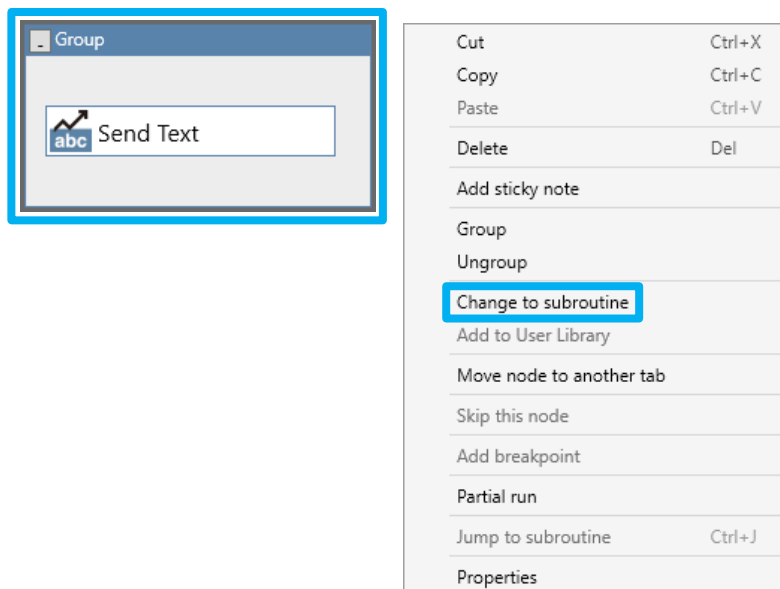 Group
abc Send Text
Cut Ctrl+X
Copy Ctrl+C
Paste Ctrl+V
Delete Del
Add sticky note
Group
Ungroup
Change to subroutine
Add to User Library
Move node to another tab
Skip this node
Add breakpoint
Partial run
Jump to subroutine Ctrl+J
Properties